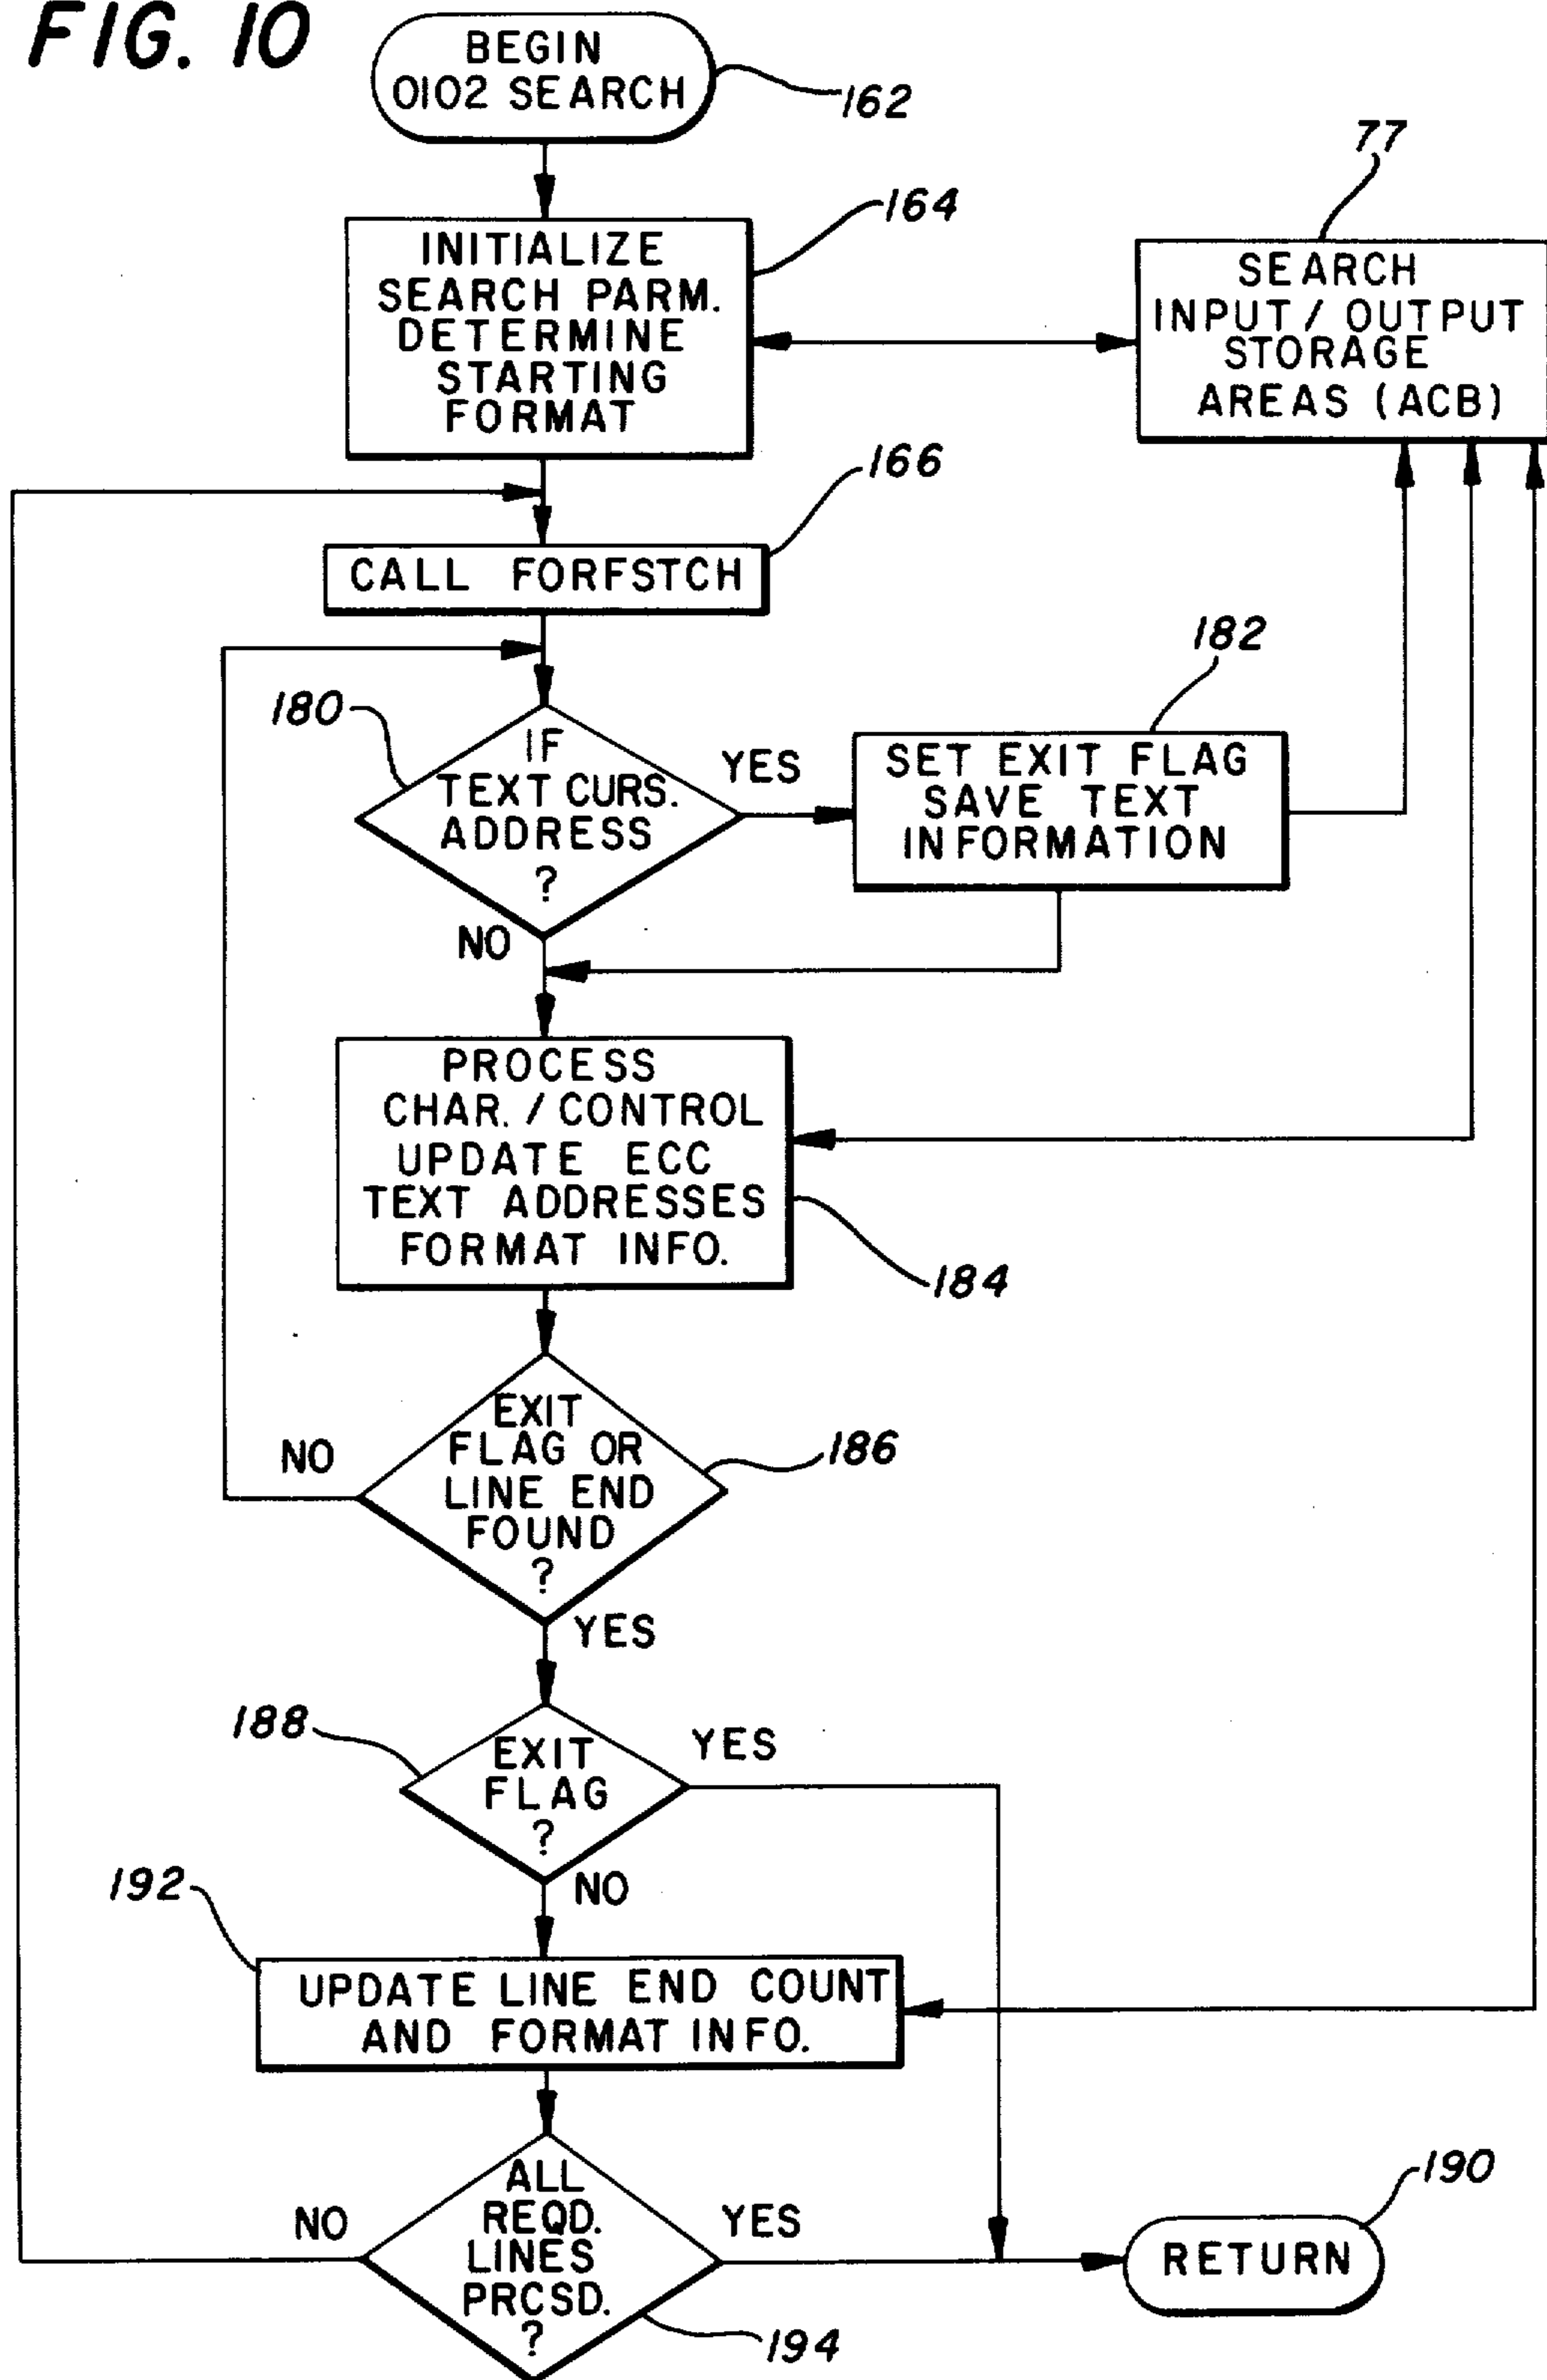 FIG. 10
BEGIN
0102 SEARCH
162
77
164
INITIALIZE
SEARCH PARM.
DETERMINE
STARTING
FORMAT
SEARCH
INPUT / OUTPUT
STORAGE
AREAS (ACB)
166
CALL FORFSTCH
182
180
IF
TEXT CURS.
ADDRESS
?
YES
NO
SET EXIT FLAG
SAVE TEXT
INFORMATION
PROCESS
CHAR. / CONTROL
UPDATE ECC
TEXT ADDRESSES
FORMAT INFO.
184
EXIT
FLAG OR
LINE END
FOUND
?
NO
186
YES
188
EXIT
FLAG
?
YES
NO
192
UPDATE LINE END COUNT
AND FORMAT INFO.
ALL
REQD.
LINES
PRCSD.
?
NO
YES
190
RETURN
194